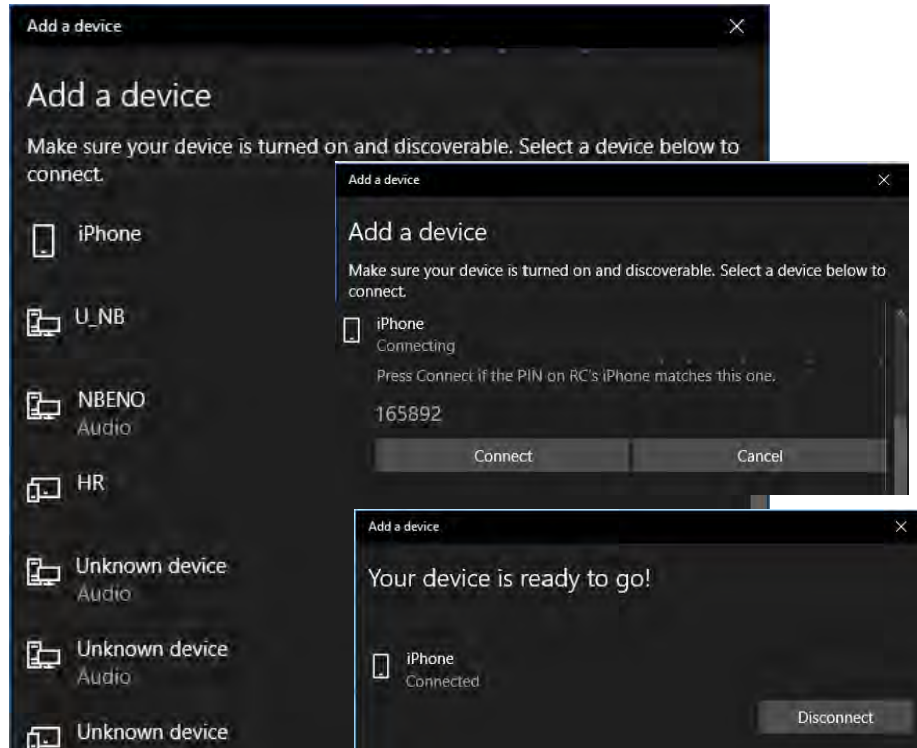 Add a device
Add a device
Make sure your device is turned on and discoverable. Select a device below to
connect.
iPhone
U_NB
NBENO
Audio
HR
Unknown device
Audio
Unknown device
Audio
Unknown device
Add a device
Add a device
Make sure your device is turned on and discoverable. Select a device below to
connect.
iPhone
Connecting
Press Connect if the PIN on RC's iPhone matches this one.
165892
Connect Cancel
Add a device
Your device is ready to go!
iPhone
Connected
Disconnect